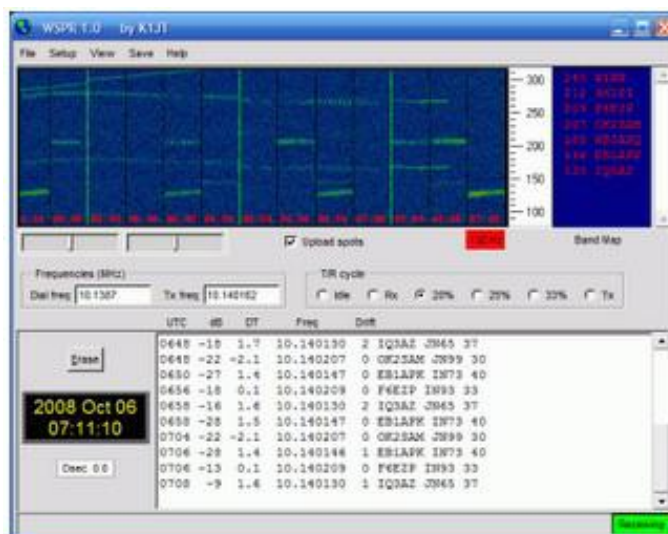 WSPR 1.0 by K1JT
File Setup View Save Help
300
250
200
150
100
Upload spots
Band Map
Frequencies (MHz)
Dial freq 10.1387
Tx freq 10.140162
T/R cycle
Idle Rx 20% 25% 33% Tx
UTC dB DT Freq Drift
0648 -18 1.7 10.140130 2 IQ3AZ JN65 37
0648 -22 -2.1 10.140207 0 OK2SAM JN99 30
0650 -27 1.4 10.140147 0 EB1APK IN73 40
0656 -18 0.1 10.140209 0 F6EZP IN93 33
0658 -16 1.6 10.140130 2 IQ3AZ JN65 37
0658 -28 1.5 10.140147 0 EB1APK IN73 40
0704 -22 -2.1 10.140207 0 OK2SAM JN99 30
0706 -28 1.4 10.140146 1 EB1APK IN73 40
0706 -13 0.1 10.140209 0 F6EZP IN93 33
0708 -9 1.6 10.140130 1 IQ3AZ JN65 37
Erase
2008 Oct 06
07:11:10
Dsec 0.0
Receiving